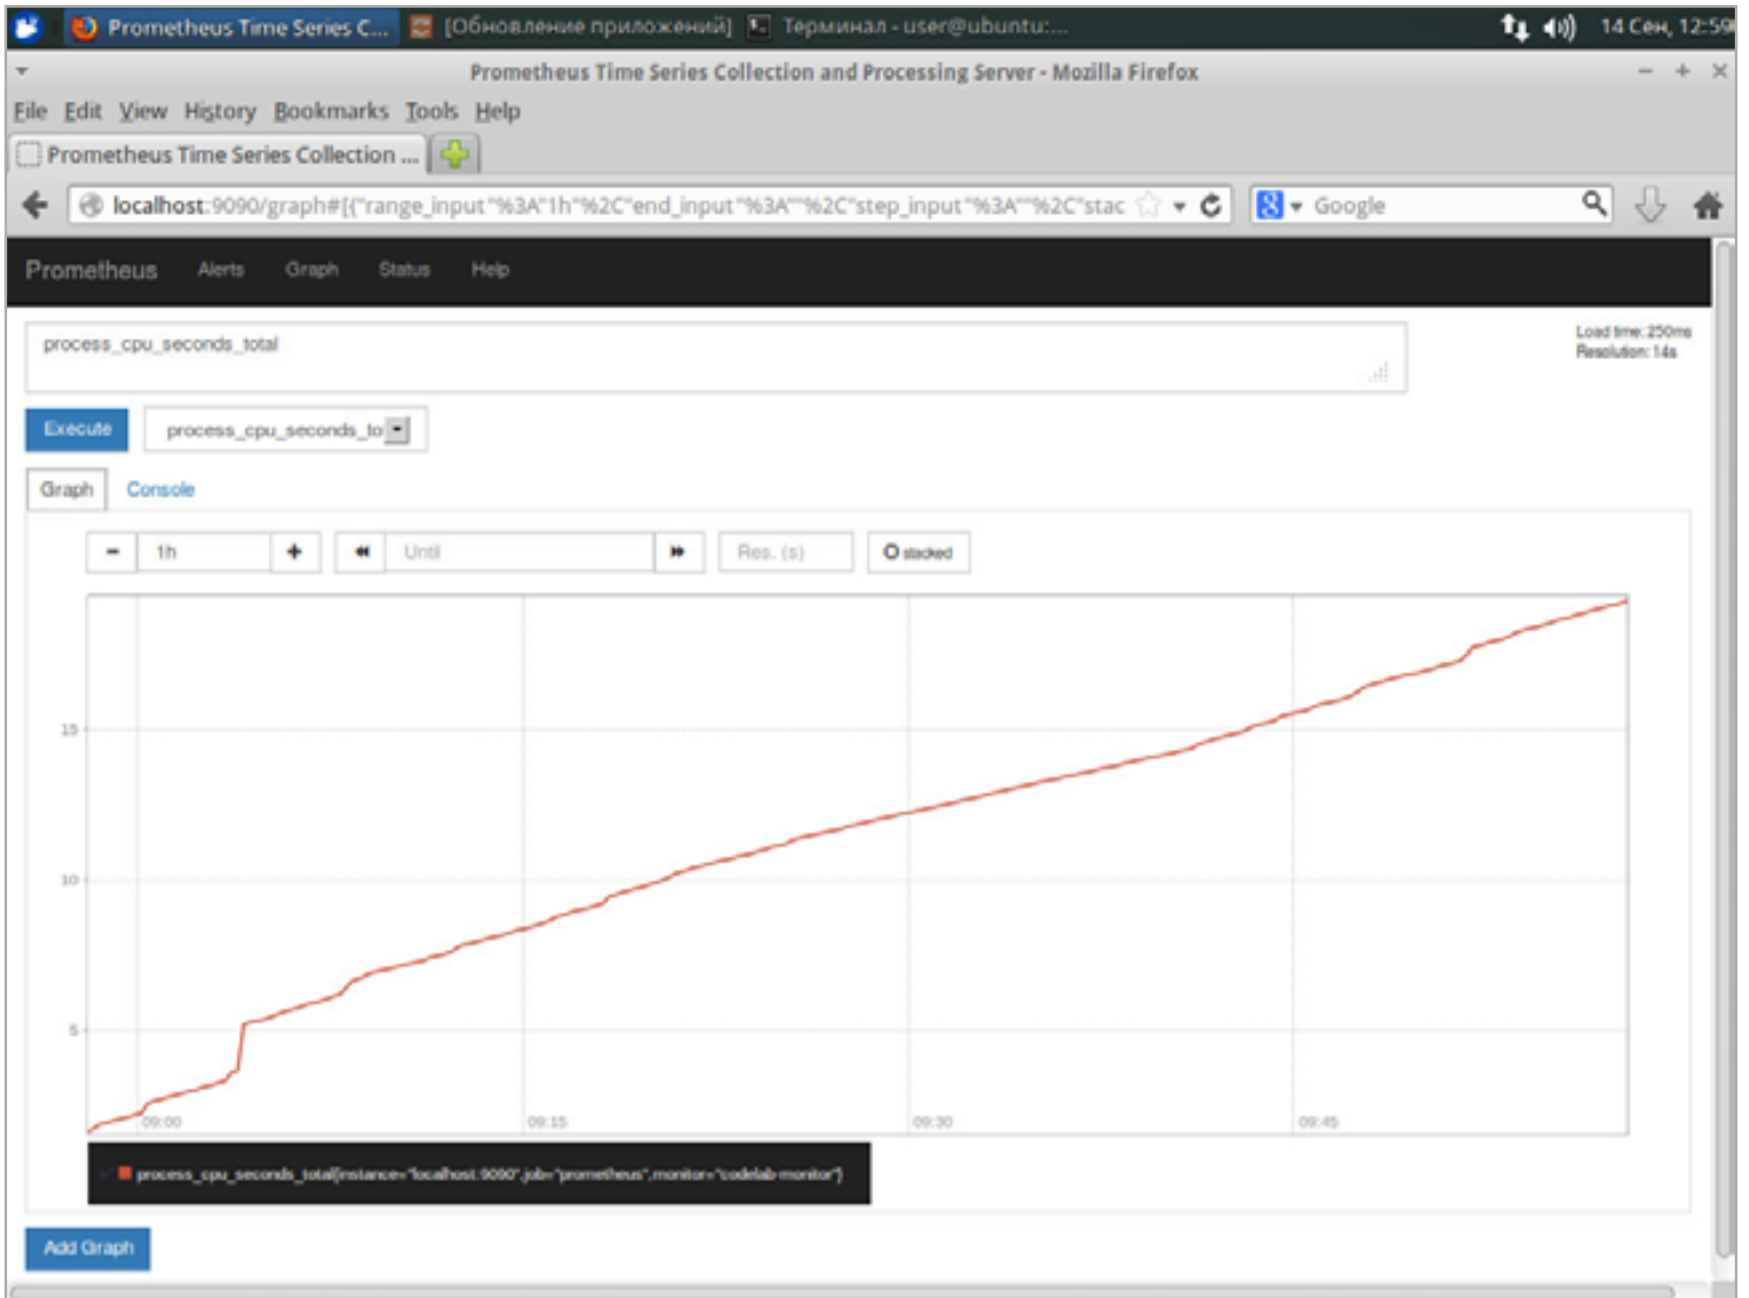 Prometheus Time Series C... [Обновление приложений] Терминал - user@ubuntu:... 14 Сен, 12:59
Prometheus Time Series Collection and Processing Server - Mozilla Firefox
File Edit View History Bookmarks Tools Help
Prometheus Time Series Collection ...
localhost:9090/graph#[{"range_input"%3A"1h"%2C"end_input"%3A""%2C"step_input"%3A""%2C"stac Google
Prometheus Alerts Graph Status Help
process_cpu_seconds_total
Load time: 250ms
Resolution: 14s
Execute process_cpu_seconds_to
Graph Console
1h Until Res. (s) stacked
15
10
5
09:00 09:15 09:30 09:45
process_cpu_seconds_total{instance="localhost:9090",job="prometheus",monitor="codelab-monitor"}
Add Graph